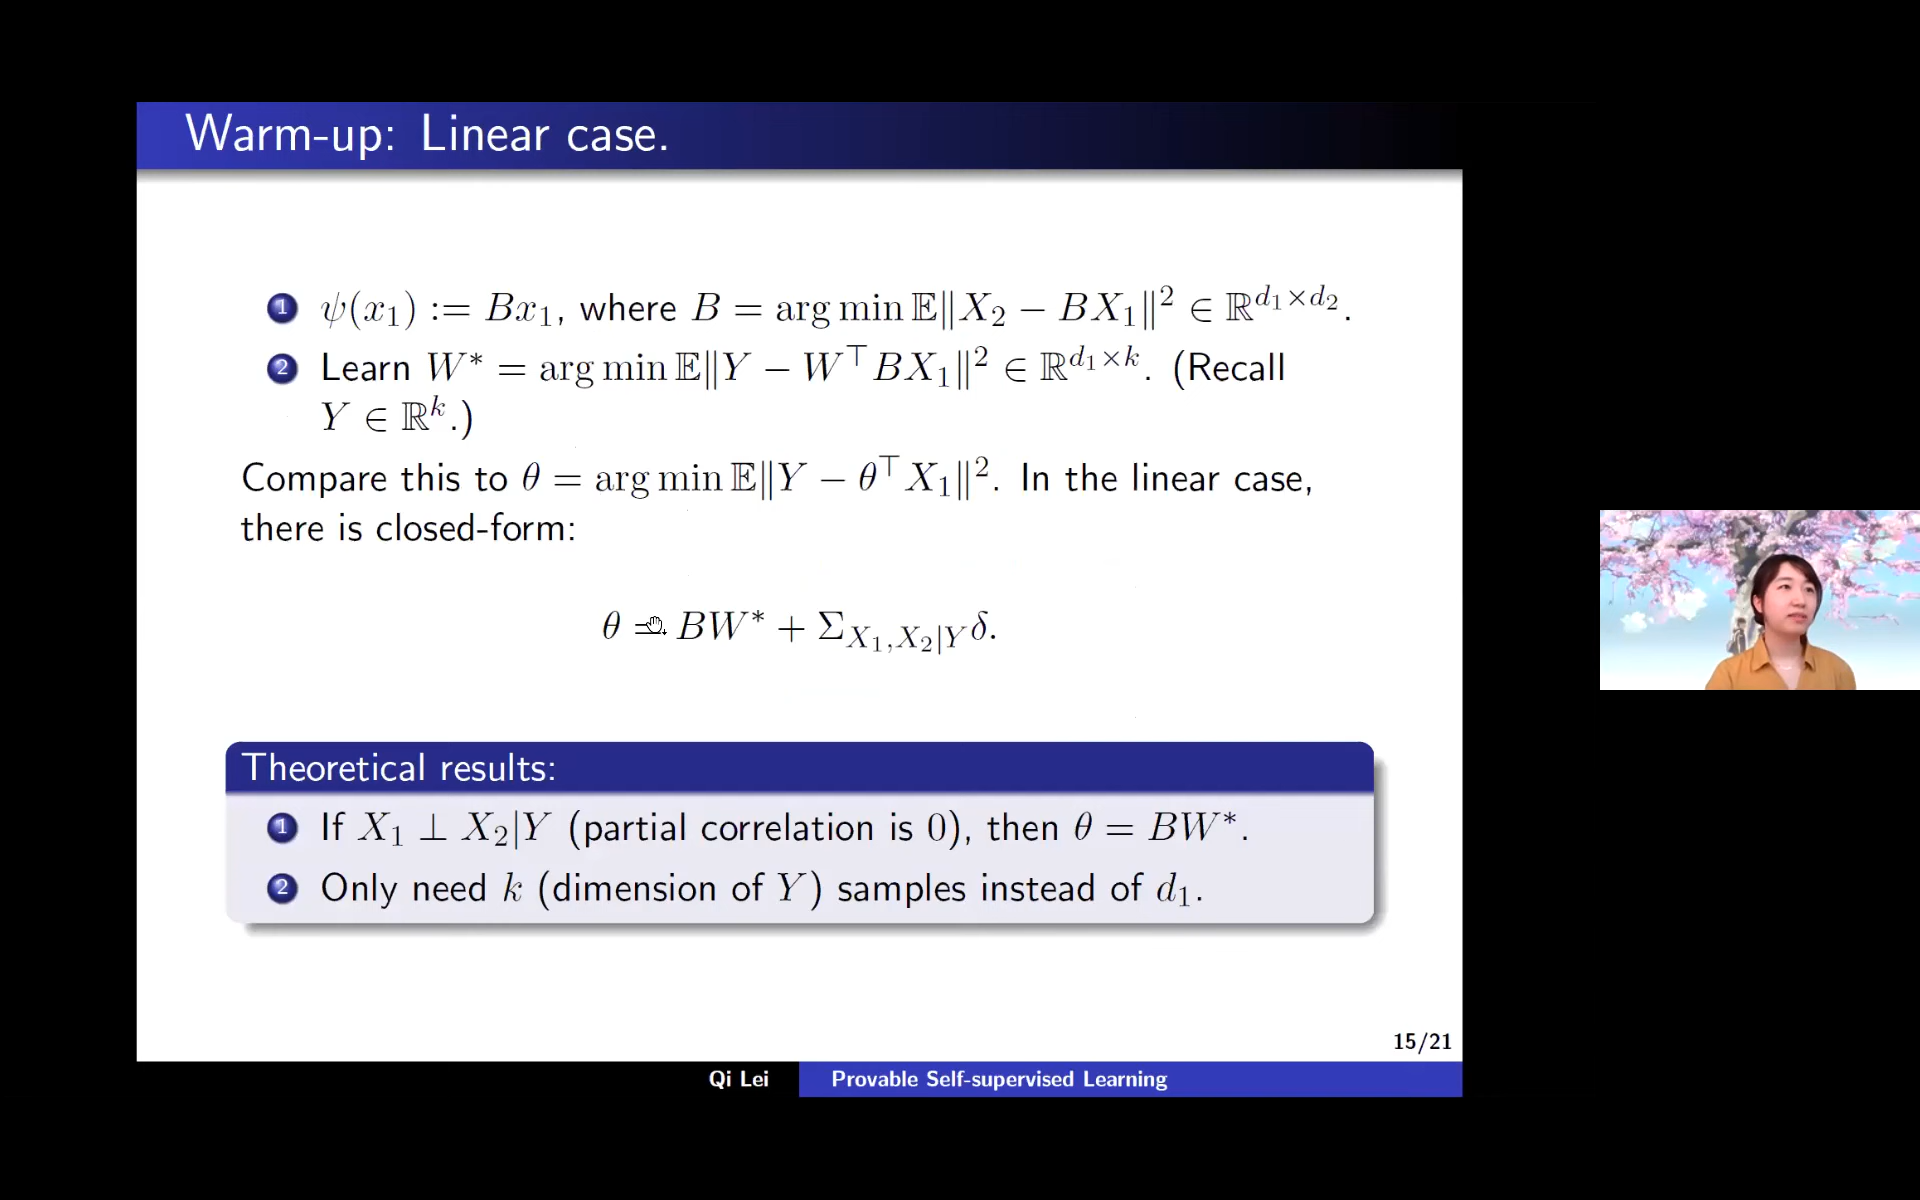 Warm-up: Linear case.
1 ψ(x₁) := Bx₁, where B = arg min 𝔼‖X₂ − BX₁‖² ∈ ℝ^{d₁×d₂}.
2 Learn W* = arg min 𝔼‖Y − W^⊤BX₁‖² ∈ ℝ^{d₁×k}. (Recall
Y ∈ ℝ^k.)
Compare this to θ = arg min 𝔼‖Y − θ^⊤X₁‖². In the linear case,
there is closed-form:
θ = BW* + Σ_{X₁,X₂|Y}δ.
Theoretical results:
1 If X₁ ⊥ X₂|Y (partial correlation is 0), then θ = BW*.
2 Only need k (dimension of Y) samples instead of d₁.
15/21
Qi Lei Provable Self-supervised Learning